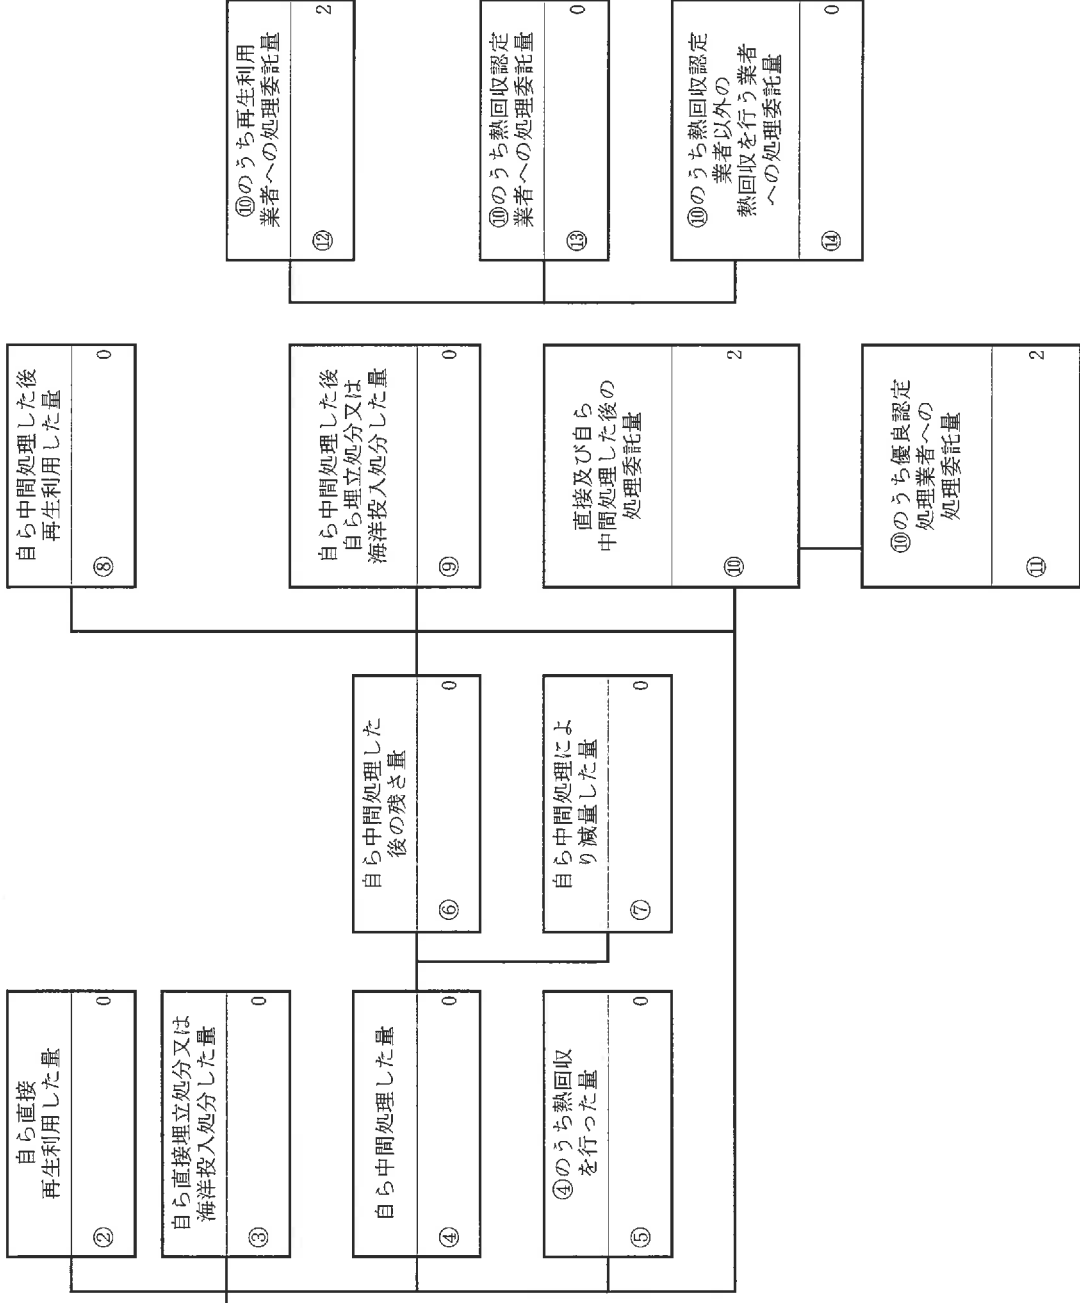 自ら直接
再生利用した量
② 0
自ら直接埋立処分又は
海洋投入処分した量
③ 0
自ら中間処理した量
④ 0
④のうち熱回収
を行った量
⑤ 0
自ら中間処理した
後の残さ量
⑥ 0
自ら中間処理によ
り減量した量
⑦ 0
自ら中間処理した後
再生利用した量
⑧ 0
自ら中間処理した後
自ら埋立処分又は
海洋投入処分した量
⑨ 0
直接及び自ら
中間処理した後の
処理委託量
⑩ 2
⑩のうち優良認定
処理業者への
処理委託量
⑪ 2
⑩のうち再生利用
業者への処理委託量
⑫ 2
⑩のうち熱回収認定
業者への処理委託量
⑬ 0
⑩のうち熱回収認定
業者以外の
熱回収を行う業者
への処理委託量
⑭ 0